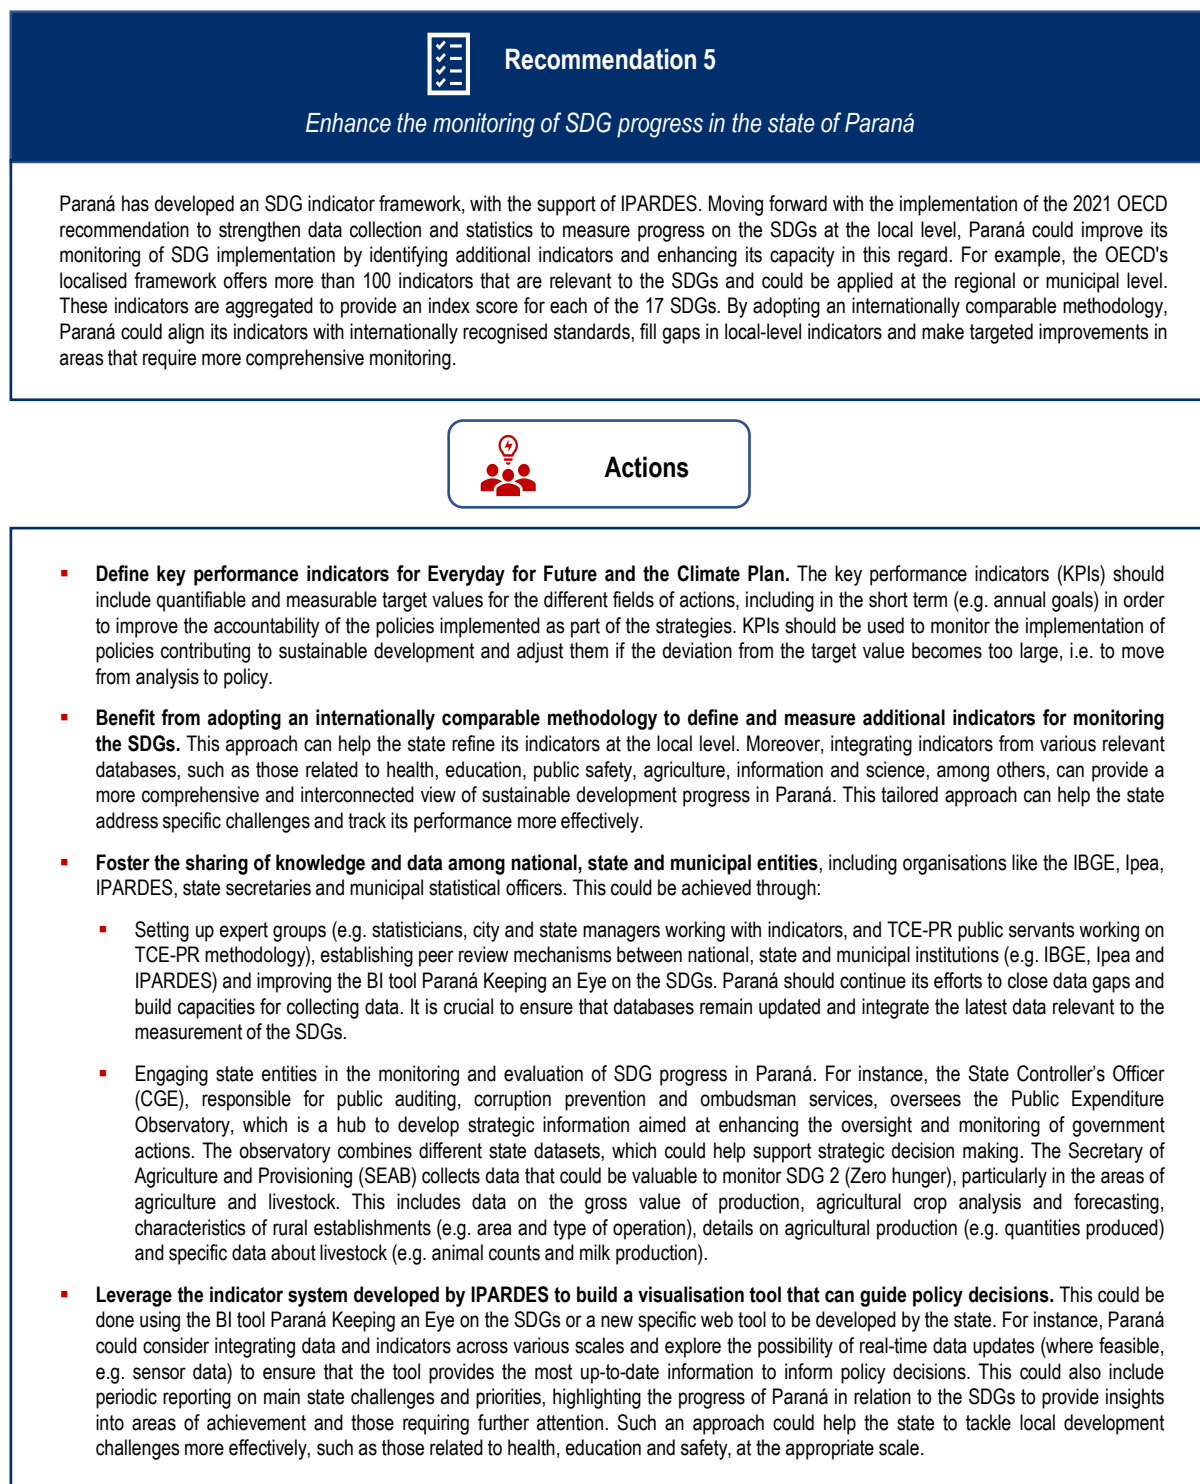 Recommendation 5
Enhance the monitoring of SDG progress in the state of Paraná
Paraná has developed an SDG indicator framework, with the support of IPARDES. Moving forward with the implementation of the 2021 OECD
recommendation to strengthen data collection and statistics to measure progress on the SDGs at the local level, Paraná could improve its
monitoring of SDG implementation by identifying additional indicators and enhancing its capacity in this regard. For example, the OECD's
localised framework offers more than 100 indicators that are relevant to the SDGs and could be applied at the regional or municipal level.
These indicators are aggregated to provide an index score for each of the 17 SDGs. By adopting an internationally comparable methodology,
Paraná could align its indicators with internationally recognised standards, fill gaps in local-level indicators and make targeted improvements in
areas that require more comprehensive monitoring.
Actions
▪ Define key performance indicators for Everyday for Future and the Climate Plan. The key performance indicators (KPIs) should
include quantifiable and measurable target values for the different fields of actions, including in the short term (e.g. annual goals) in order
to improve the accountability of the policies implemented as part of the strategies. KPIs should be used to monitor the implementation of
policies contributing to sustainable development and adjust them if the deviation from the target value becomes too large, i.e. to move
from analysis to policy.
▪ Benefit from adopting an internationally comparable methodology to define and measure additional indicators for monitoring
the SDGs. This approach can help the state refine its indicators at the local level. Moreover, integrating indicators from various relevant
databases, such as those related to health, education, public safety, agriculture, information and science, among others, can provide a
more comprehensive and interconnected view of sustainable development progress in Paraná. This tailored approach can help the state
address specific challenges and track its performance more effectively.
▪ Foster the sharing of knowledge and data among national, state and municipal entities, including organisations like the IBGE, Ipea,
IPARDES, state secretaries and municipal statistical officers. This could be achieved through:
▪ Setting up expert groups (e.g. statisticians, city and state managers working with indicators, and TCE-PR public servants working on
TCE-PR methodology), establishing peer review mechanisms between national, state and municipal institutions (e.g. IBGE, Ipea and
IPARDES) and improving the BI tool Paraná Keeping an Eye on the SDGs. Paraná should continue its efforts to close data gaps and
build capacities for collecting data. It is crucial to ensure that databases remain updated and integrate the latest data relevant to the
measurement of the SDGs.
▪ Engaging state entities in the monitoring and evaluation of SDG progress in Paraná. For instance, the State Controller's Officer
(CGE), responsible for public auditing, corruption prevention and ombudsman services, oversees the Public Expenditure
Observatory, which is a hub to develop strategic information aimed at enhancing the oversight and monitoring of government
actions. The observatory combines different state datasets, which could help support strategic decision making. The Secretary of
Agriculture and Provisioning (SEAB) collects data that could be valuable to monitor SDG 2 (Zero hunger), particularly in the areas of
agriculture and livestock. This includes data on the gross value of production, agricultural crop analysis and forecasting,
characteristics of rural establishments (e.g. area and type of operation), details on agricultural production (e.g. quantities produced)
and specific data about livestock (e.g. animal counts and milk production).
▪ Leverage the indicator system developed by IPARDES to build a visualisation tool that can guide policy decisions. This could be
done using the BI tool Paraná Keeping an Eye on the SDGs or a new specific web tool to be developed by the state. For instance, Paraná
could consider integrating data and indicators across various scales and explore the possibility of real-time data updates (where feasible,
e.g. sensor data) to ensure that the tool provides the most up-to-date information to inform policy decisions. This could also include
periodic reporting on main state challenges and priorities, highlighting the progress of Paraná in relation to the SDGs to provide insights
into areas of achievement and those requiring further attention. Such an approach could help the state to tackle local development
challenges more effectively, such as those related to health, education and safety, at the appropriate scale.